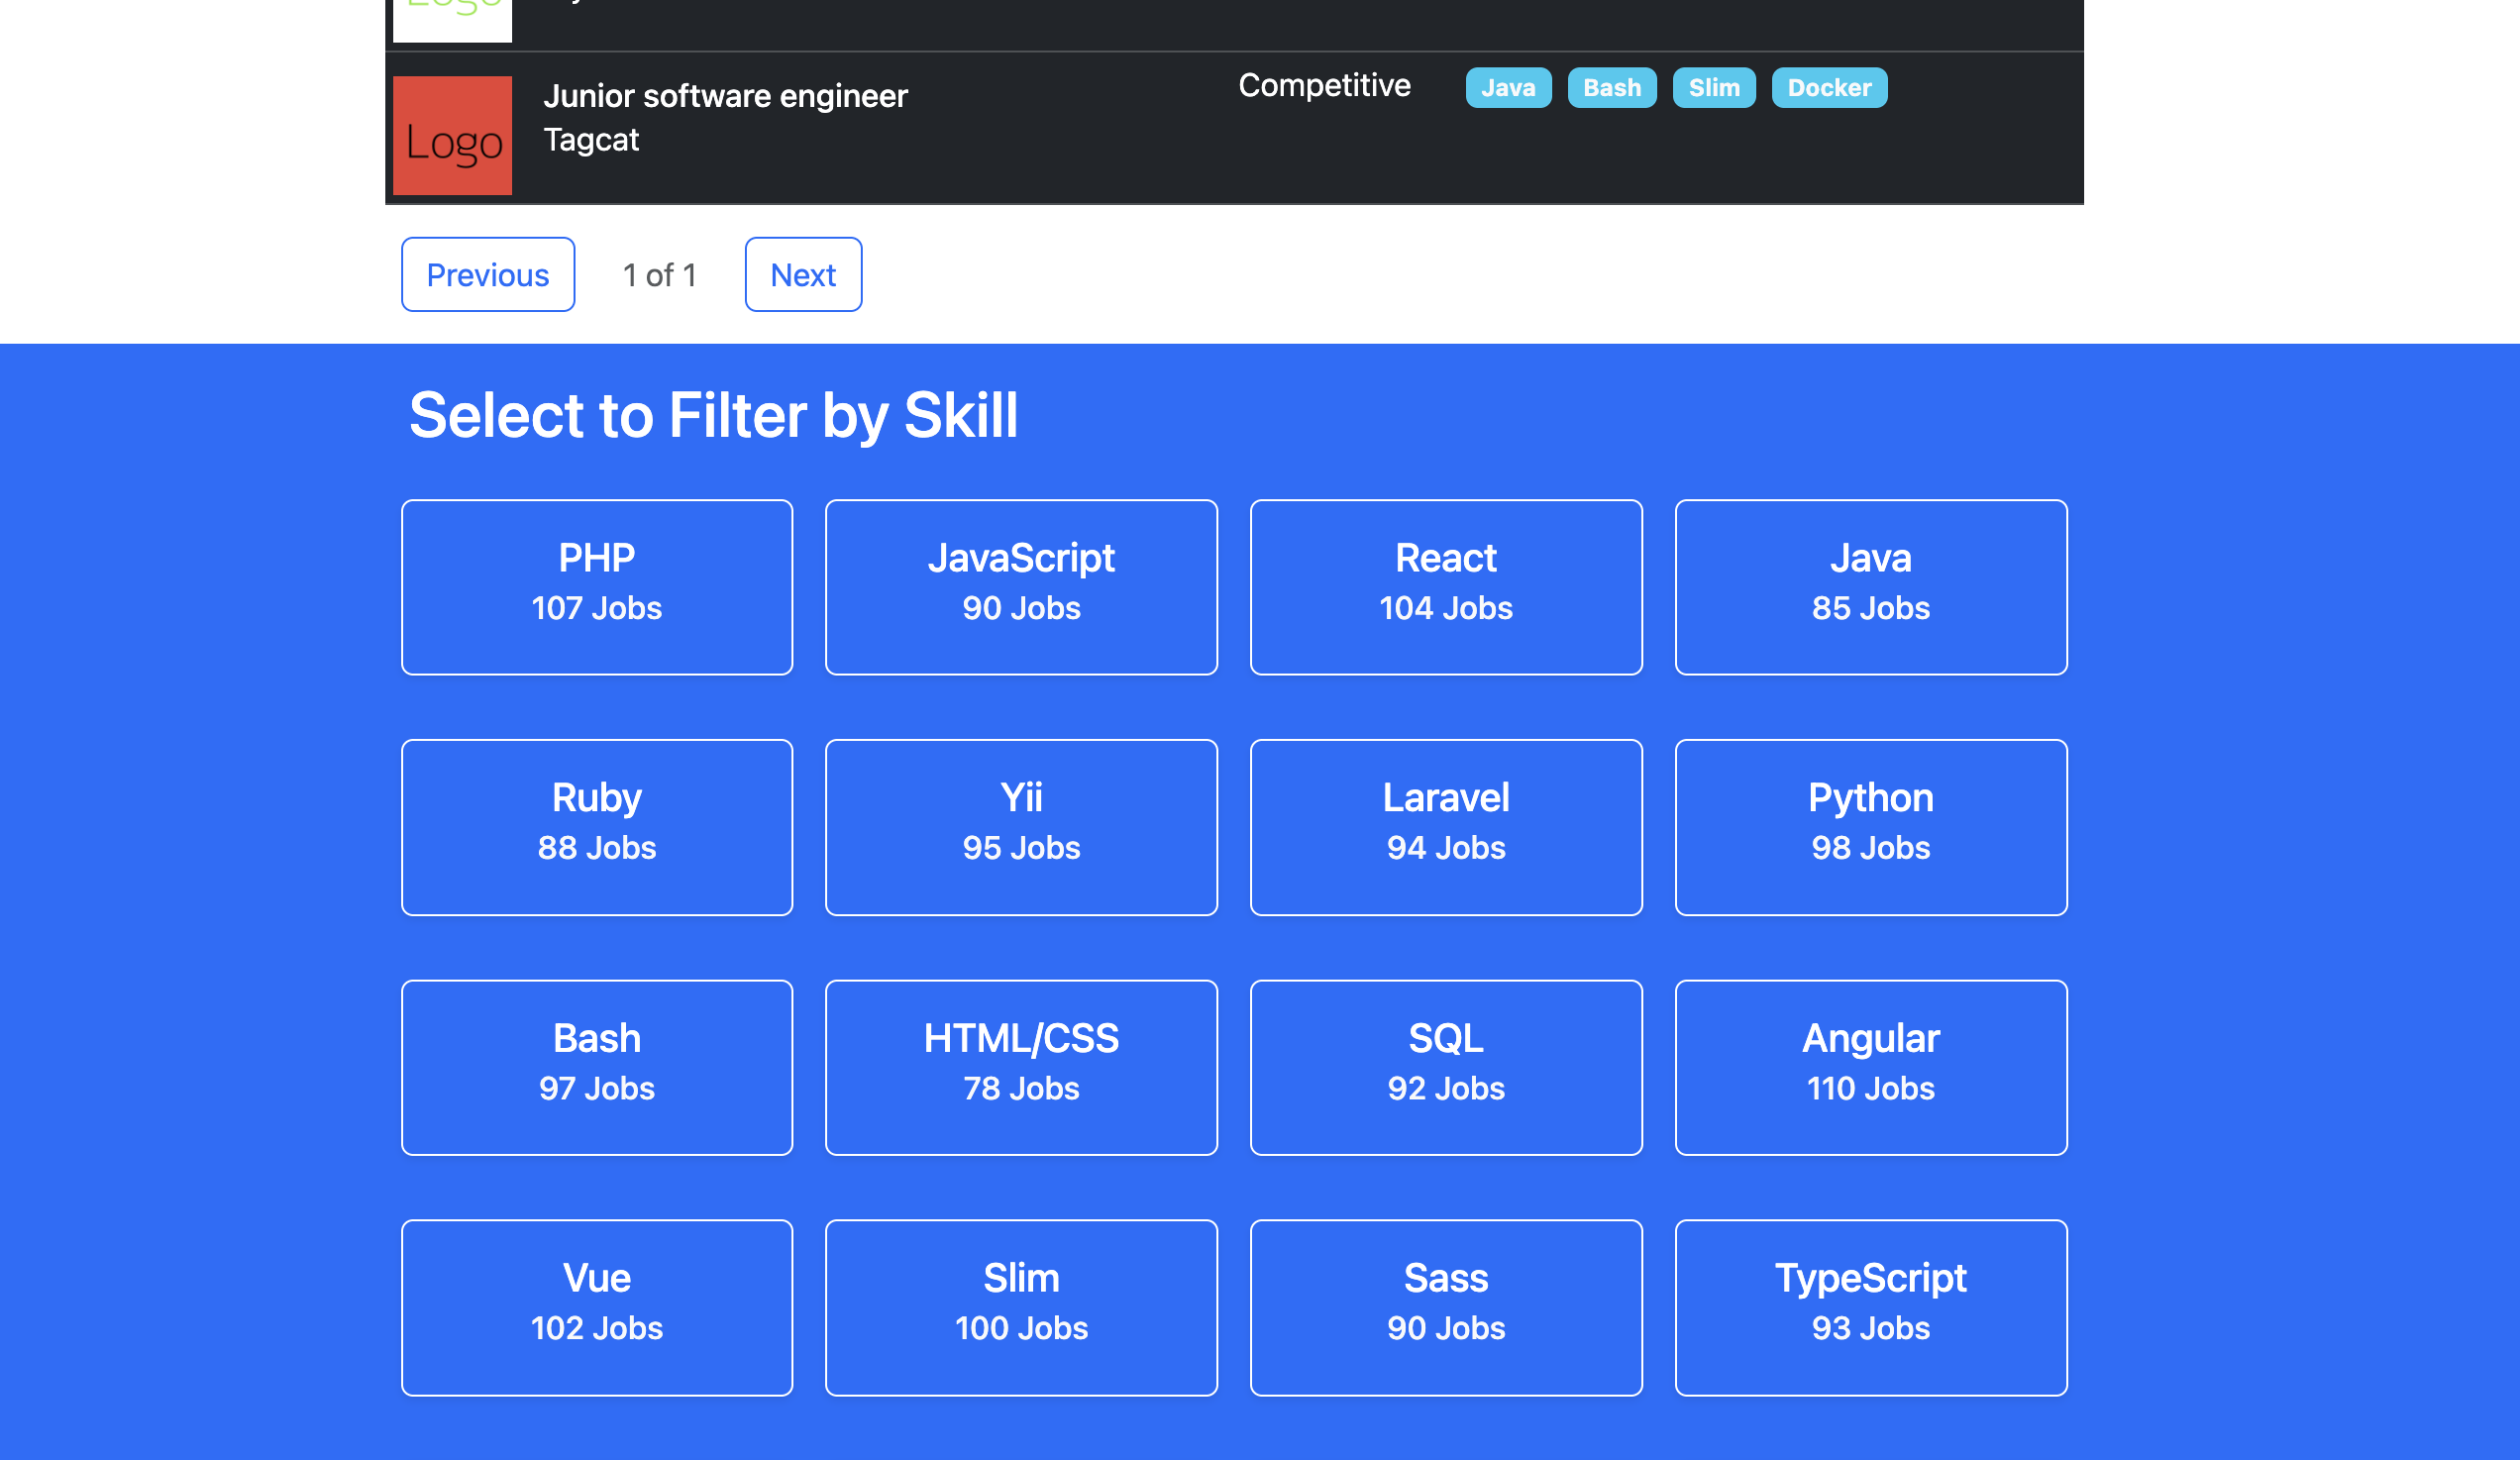 Logo
Junior software engineer
Competitive
Java
Bash
Slim
Docker
Logo
Tagcat
Previous
1 of 1
Next
Select to Filter by Skill
PHP
107 Jobs
JavaScript
90 Jobs
React
104 Jobs
Java
85 Jobs
Ruby
88 Jobs
Yii
95 Jobs
Laravel
94 Jobs
Python
98 Jobs
Bash
97 Jobs
HTML/CSS
78 Jobs
SQL
92 Jobs
Angular
110 Jobs
Vue
102 Jobs
Slim
100 Jobs
Sass
90 Jobs
TypeScript
93 Jobs